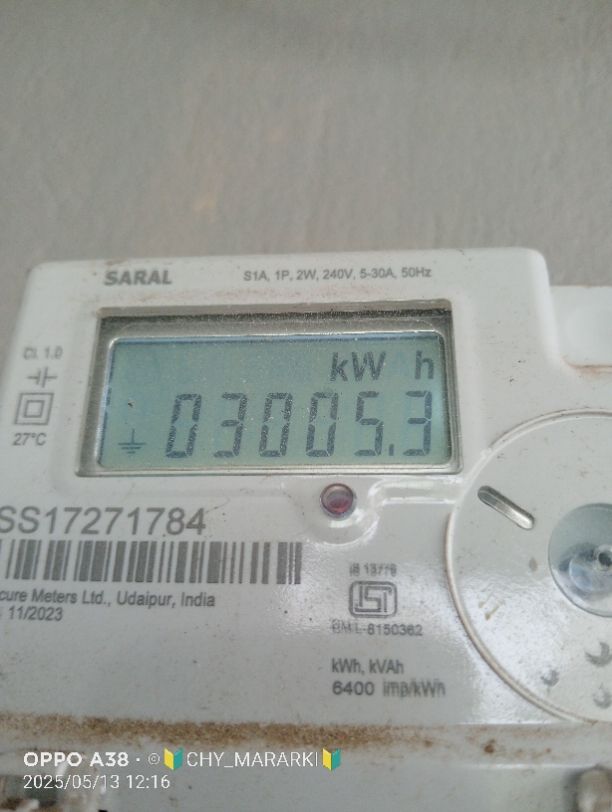 SARAL
S1A, 1P, 2W, 240V, 5-30A, 50Hz
Cl. 1.0
kW h
03005.3
27°C
SS17271784
cure Meters Ltd., Udaipur, India
11/2023
IS 13779
CM/L-8150362
kWh, kVAh
6400 imp/kWh
OPPO A38 · ©🔰CHY_MARARKI🔰
2025/05/13 12:16